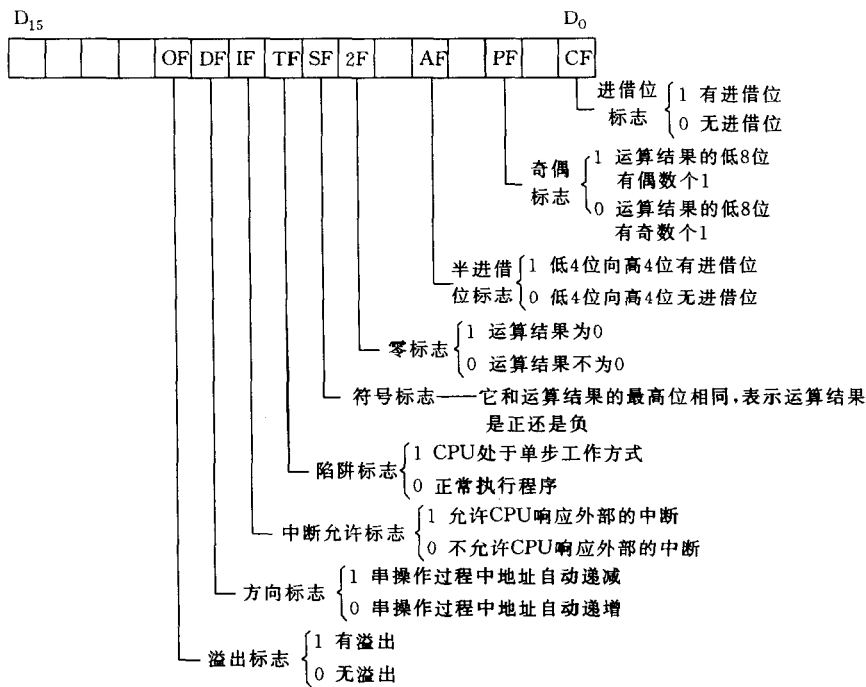 D15 D0
OF DF IF TF SF 2F AF PF CF
进借位 1 有进借位
标志 0 无进借位
1 运算结果的低8位
奇偶 有偶数个1
标志 0 运算结果的低8位
有奇数个1
半进借 1 低4位向高4位有进借位
位标志 0 低4位向高4位无进借位
零标志 1 运算结果为0
0 运算结果不为0
符号标志——它和运算结果的最高位相同,表示运算结果
是正还是负
陷阱标志 1 CPU处于单步工作方式
0 正常执行程序
中断允许标志 1 允许CPU响应外部的中断
0 不允许CPU响应外部的中断
方向标志 1 串操作过程中地址自动递减
0 串操作过程中地址自动递增
溢出标志 1 有溢出
0 无溢出